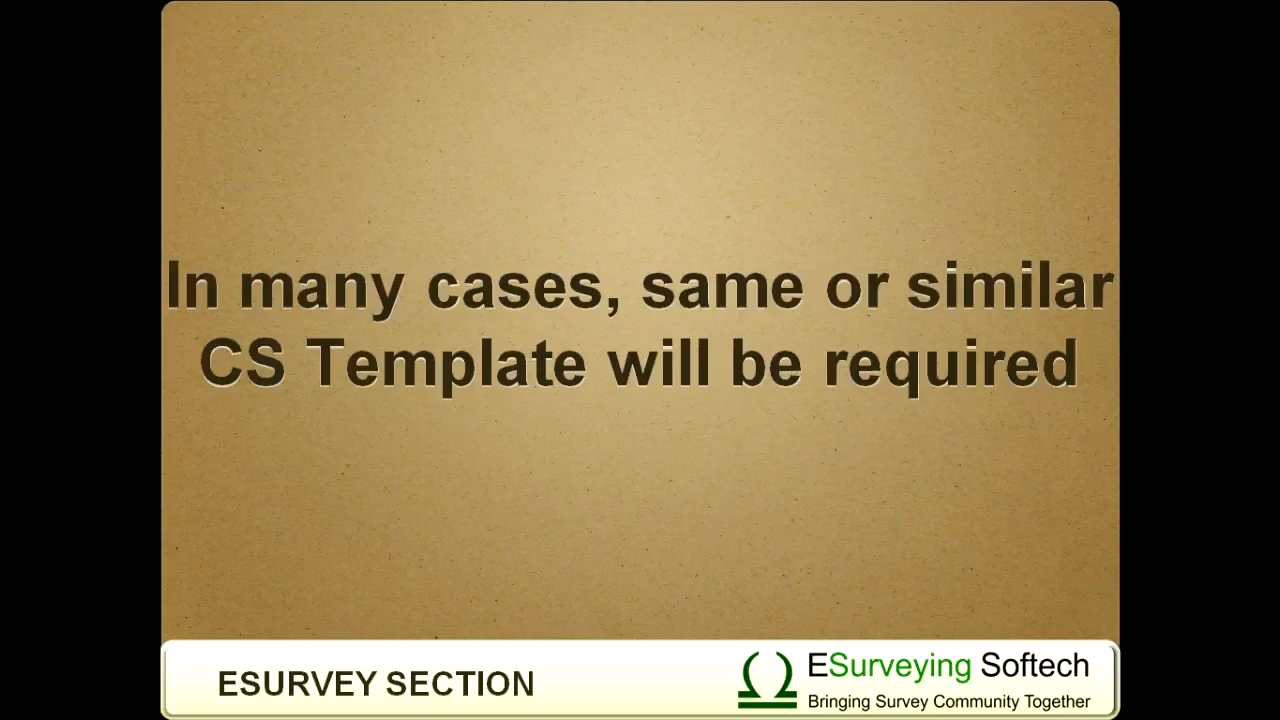 In many cases, same or similar
CS Template will be required
ESURVEY SECTION
ESurveying Softech
Bringing Survey Community Together